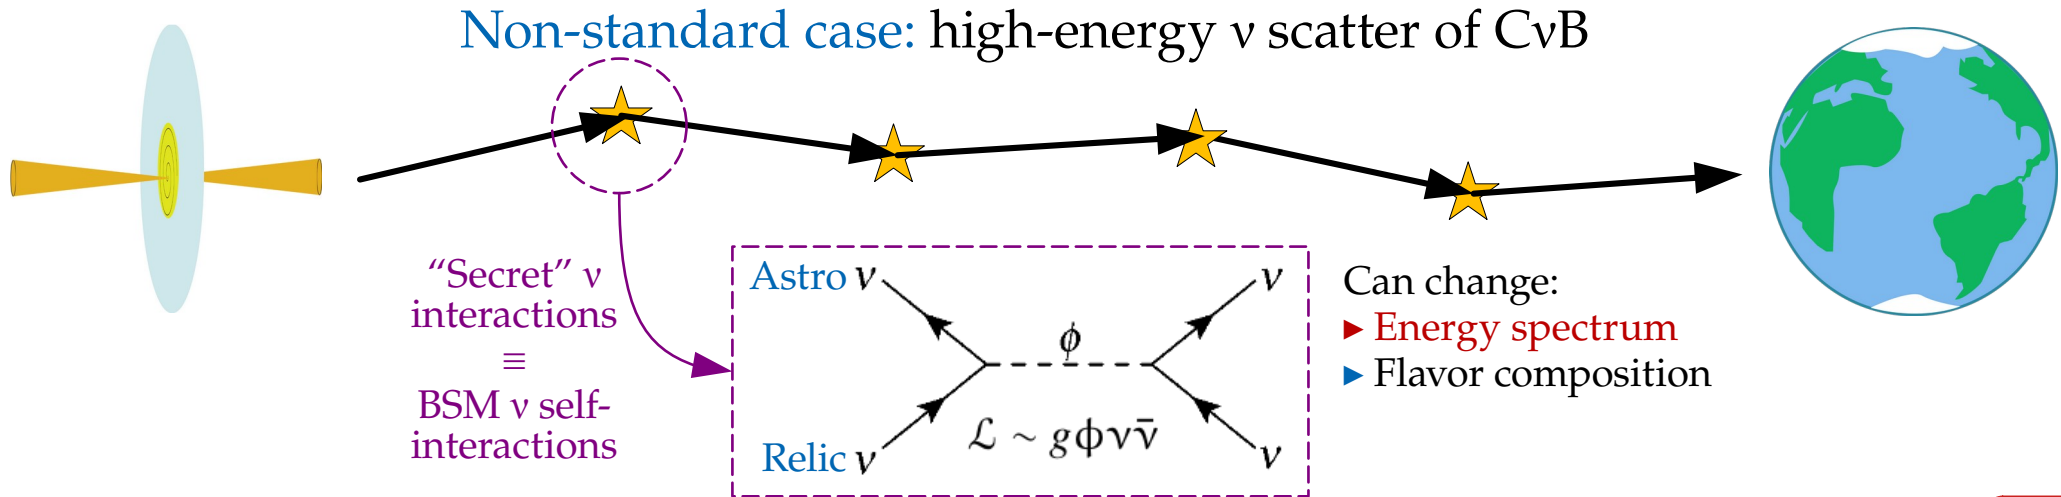 Non-standard case: high-energy ν scatter of CνB
“Secret” ν
interactions
≡
BSM ν self-
interactions
Astro ν
ν
ϕ
ℒ ~ gϕνν̄
Relic ν
ν
Can change:
► Energy spectrum
► Flavor composition